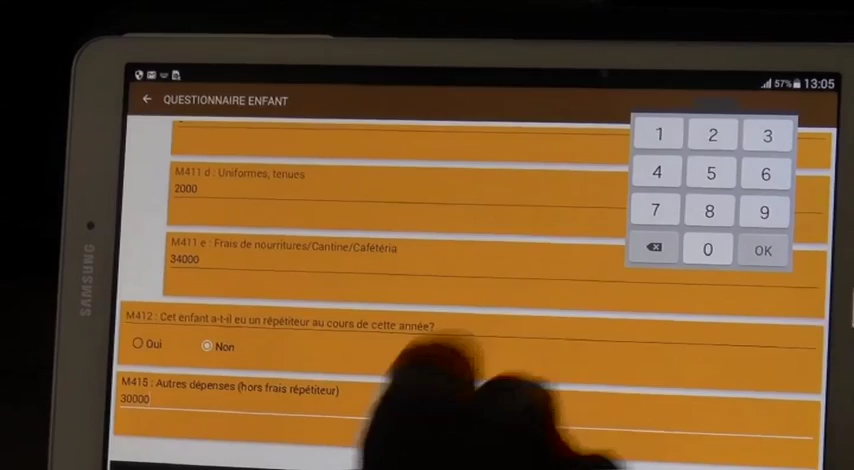 57% 13:05
QUESTIONNAIRE ENFANT
M411 d : Uniformes, tenues
2000
M411 e : Frais de nourritures/Cantine/Cafétéria
34000
M412 : Cet enfant a-t-il eu un répétiteur au cours de cette année?
Oui Non
M415 : Autres dépenses (hors frais répétiteur)
30000
1 2 3
4 5 6
7 8 9
0 OK
SAMSUNG